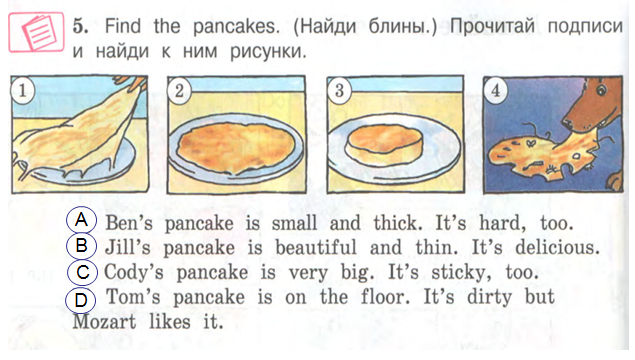 5. Find the pancakes. (Найди блины.) Прочитай подписи
и найди к ним рисунки.
1 2 3 4
A Ben's pancake is small and thick. It's hard, too.
B Jill's pancake is beautiful and thin. It's delicious.
C Cody's pancake is very big. It's sticky, too.
D Tom's pancake is on the floor. It's dirty but
Mozart likes it.